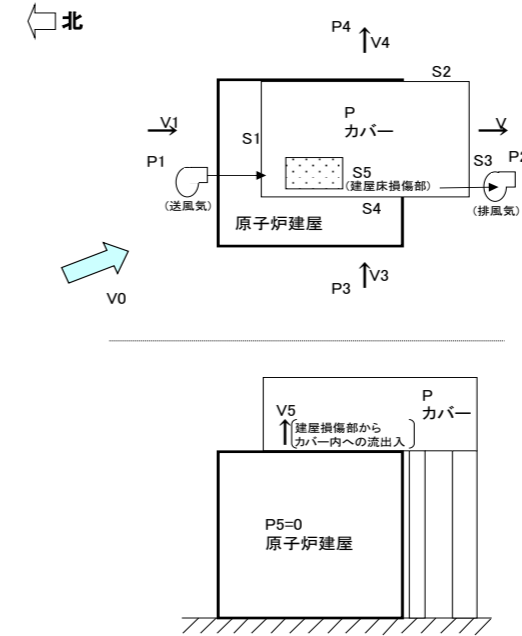 北
P4
V4
S2
V1
P
カバー
V
S1
P1
S5
S3
P2
(建屋床損傷部)
(送風気)
S4
(排風気)
原子炉建屋
V0
P3
V3
P
カバー
V5
建屋損傷部から
カバー内への流出入
P5=0
原子炉建屋